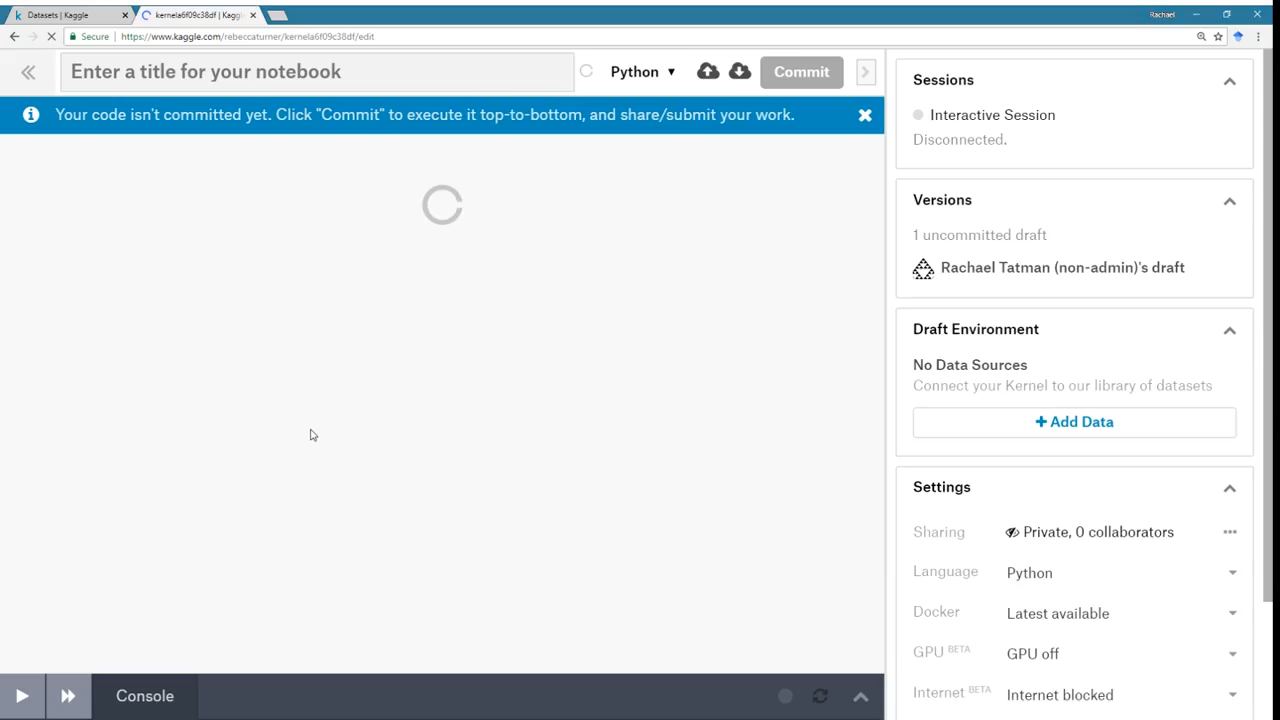 Datasets | Kaggle
kernela6f09c38df | Kagg
Rachael
Secure
https://www.kaggle.com/rebeccaturner/kernela6f09c38df/edit
Enter a title for your notebook
Python
Commit
Your code isn't committed yet. Click "Commit" to execute it top-to-bottom, and share/submit your work.
Console
Sessions
Interactive Session
Disconnected.
Versions
1 uncommitted draft
Rachael Tatman (non-admin)'s draft
Draft Environment
No Data Sources
Connect your Kernel to our library of datasets
+ Add Data
Settings
Sharing Private, 0 collaborators
Language Python
Docker Latest available
GPU BETA GPU off
Internet BETA Internet blocked